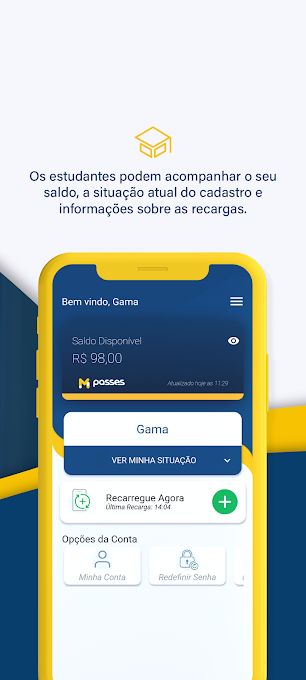 Os estudantes podem acompanhar o seu
saldo, a situação atual do cadastro e
informações sobre as recargas.
Bem vindo, Gama
Saldo Disponível
R$ 98,00
M passes
Atualizado hoje as 11:29
Gama
VER MINHA SITUAÇÃO
Recarregue Agora
Última Recarga: 14:04
Opções da Conta
Minha Conta
Redefinir Senha